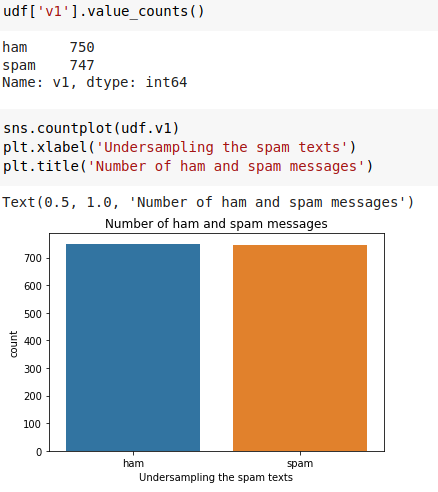 udf['v1'].value_counts()
ham 750
spam 747
Name: v1, dtype: int64
sns.countplot(udf.v1)
plt.xlabel('Undersampling the spam texts')
plt.title('Number of ham and spam messages')
Text(0.5, 1.0, 'Number of ham and spam messages')
Number of ham and spam messages
700
600
500
400
300
200
100
0
count
ham spam
Undersampling the spam texts